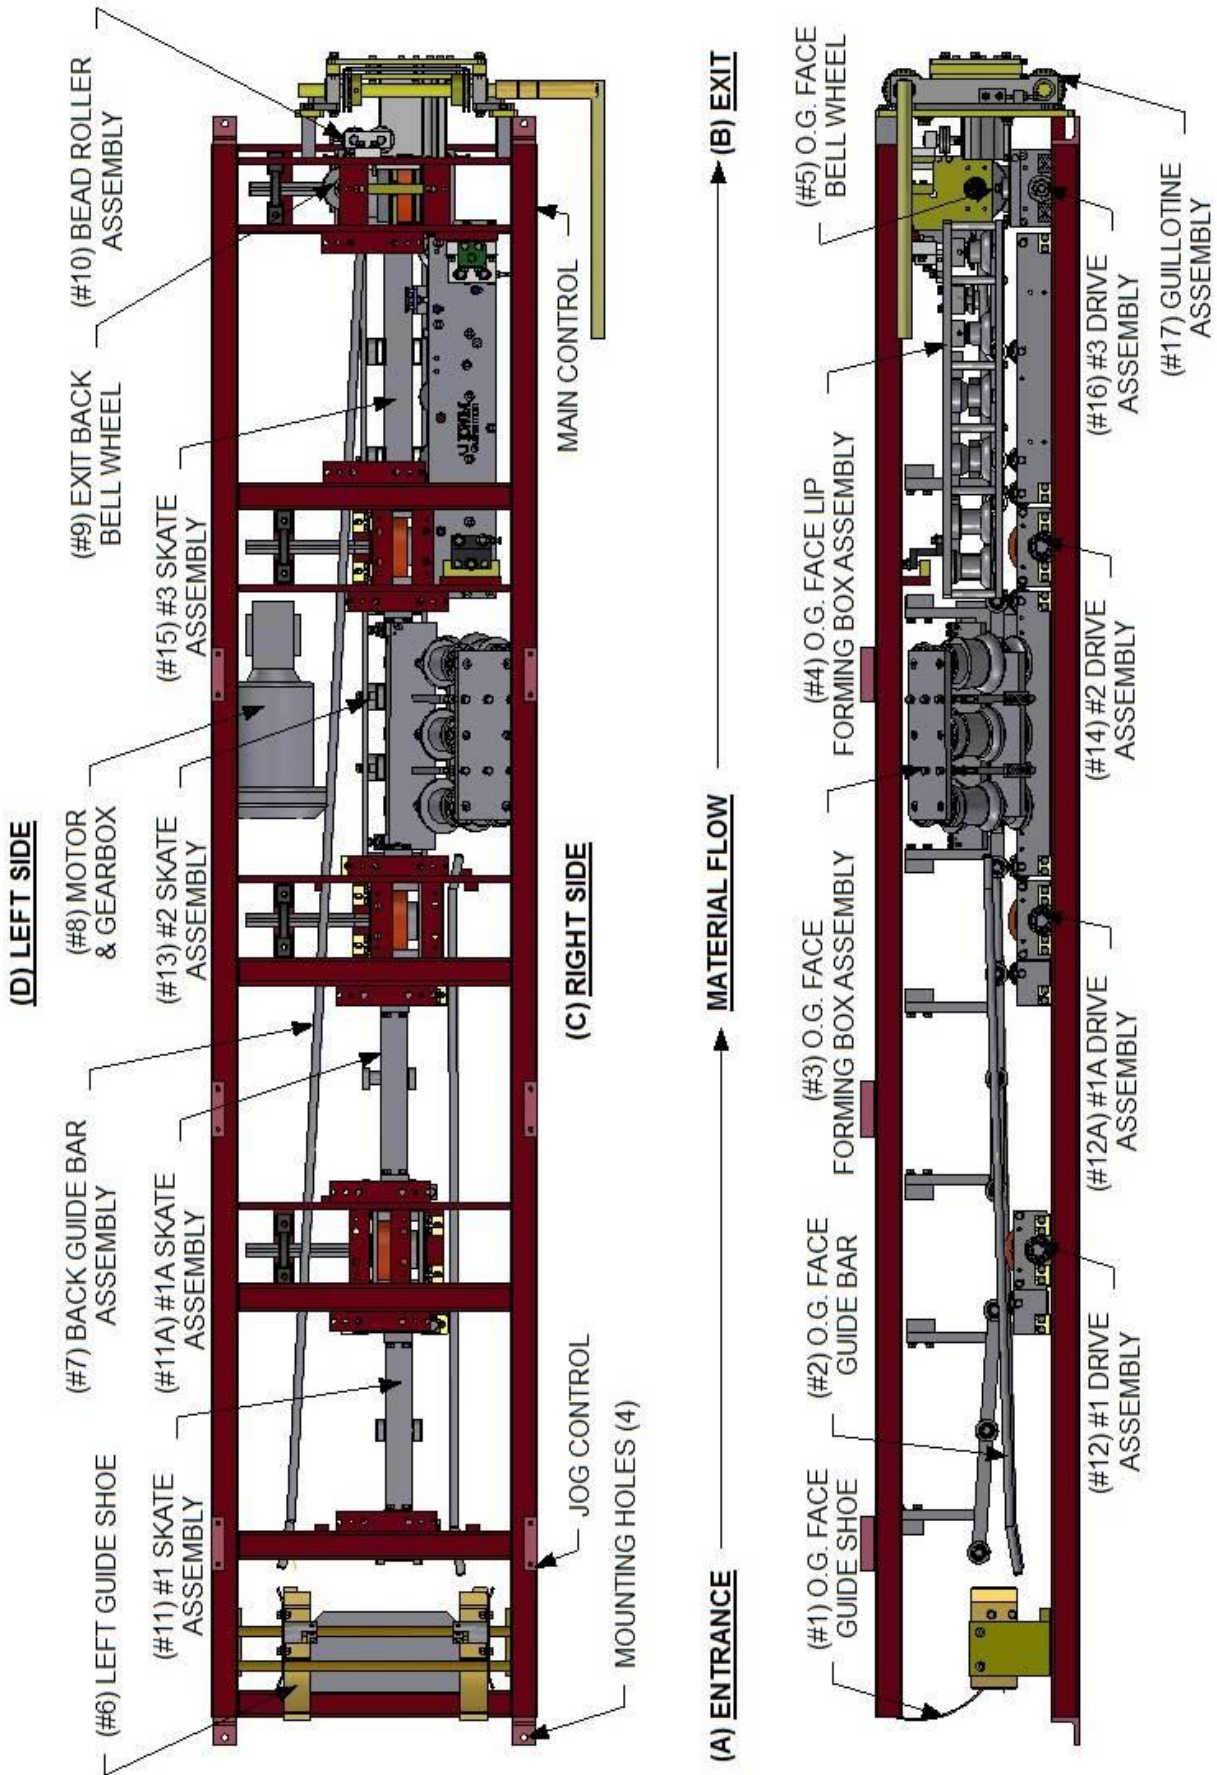 (D) LEFT SIDE
(#6) LEFT GUIDE SHOE
(#7) BACK GUIDE BAR
ASSEMBLY
(#8) MOTOR
& GEARBOX
(#9) EXIT BACK
BELL WHEEL
(#10) BEAD ROLLER
ASSEMBLY
(#11) #1 SKATE
ASSEMBLY
(#11A) #1A SKATE
ASSEMBLY
(#13) #2 SKATE
ASSEMBLY
(#15) #3 SKATE
ASSEMBLY
JOG CONTROL
MOUNTING HOLES (4)
(C) RIGHT SIDE
MAIN CONTROL
(A) ENTRANCE
MATERIAL FLOW
(B) EXIT
(#1) O.G. FACE
GUIDE SHOE
(#2) O.G. FACE
GUIDE BAR
(#3) O.G. FACE
FORMING BOX ASSEMBLY
(#4) O.G. FACE LIP
FORMING BOX ASSEMBLY
(#5) O.G. FACE
BELL WHEEL
(#12) #1 DRIVE
ASSEMBLY
(#12A) #1A DRIVE
ASSEMBLY
(#14) #2 DRIVE
ASSEMBLY
(#16) #3 DRIVE
ASSEMBLY
(#17) GUILLOTINE
ASSEMBLY